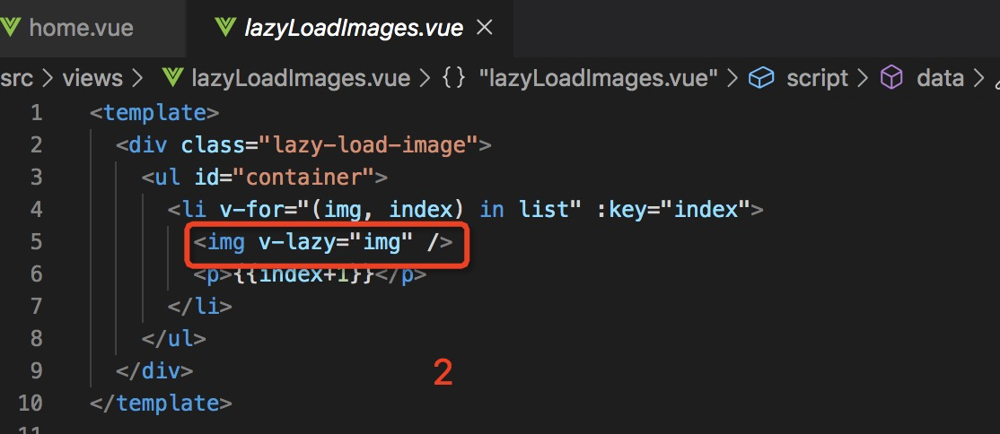 home.vue lazyLoadImages.vue
src > views > lazyLoadImages.vue > {} "lazyLoadImages.vue" > script > data >
1 <template>
2 <div class="lazy-load-image">
3 <ul id="container">
4 <li v-for="(img, index) in list" :key="index">
5 <img v-lazy="img" />
6 <p>{{index+1}}</p>
7 </li>
8 </ul>
9 </div>
2
10 </template>
11